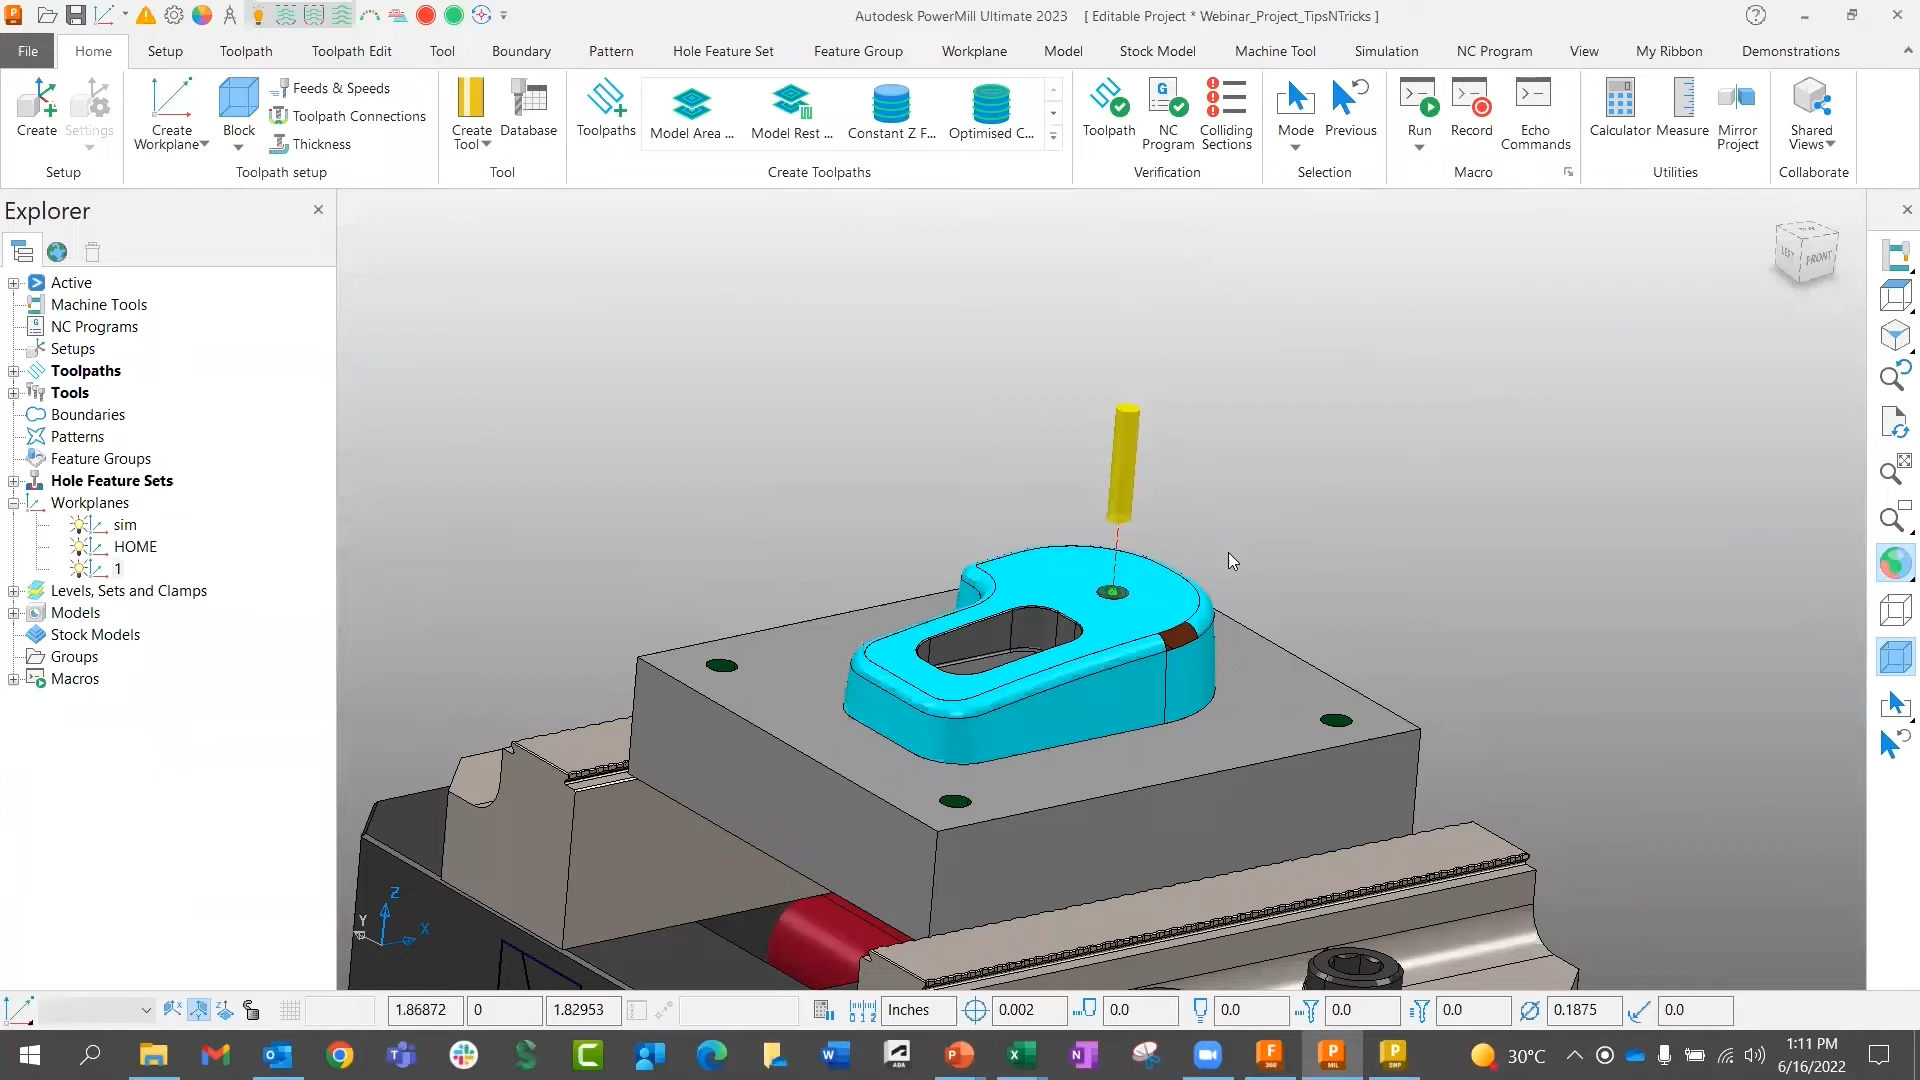 Autodesk PowerMill Ultimate 2023 [ Editable Project * Webinar_Project_TipsNTricks ]
File Home Setup Toolpath Toolpath Edit Tool Boundary Pattern Hole Feature Set Feature Group Workplane Model Stock Model Machine Tool Simulation NC Program View My Ribbon Demonstrations
Create
Settings
Setup
Create
Workplane
Block
Feeds & Speeds
Toolpath Connections
Thickness
Toolpath setup
Create
Tool
Database
Tool
Toolpaths
Model Area ...
Model Rest ...
Constant Z F...
Optimised C...
Create Toolpaths
Toolpath
NC
Program
Colliding
Sections
Verification
Mode
Previous
Selection
Run
Record
Echo
Commands
Macro
Calculator
Measure
Mirror
Project
Utilities
Shared
Views
Collaborate
Explorer
Active
Machine Tools
NC Programs
Setups
Toolpaths
Tools
Boundaries
Patterns
Feature Groups
Hole Feature Sets
Workplanes
sim
HOME
1
Levels, Sets and Clamps
Models
Stock Models
Groups
Macros
LEFT FRONT
Z
Y
X
1.86872 0 1.82953 Inches 0.002 0.0 0.0 0.0 0.0 0.1875 0.0
30°C
1:11 PM
6/16/2022